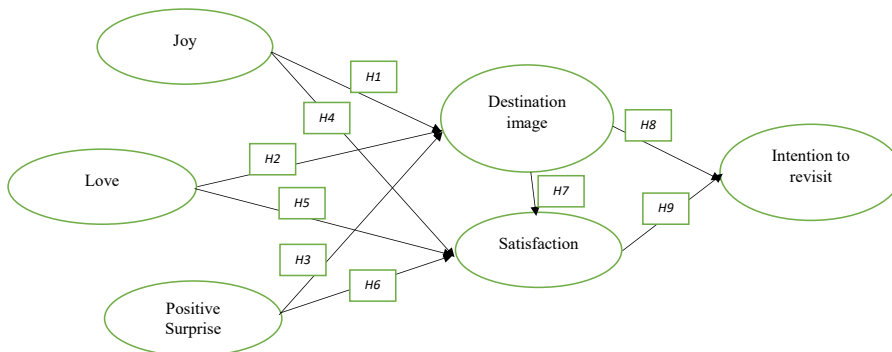 Joy
H1
Destination
image
H4
H8
H2
Intention to
revisit
Love
H7
H5
H9
Satisfaction
H3
H6
Positive
Surprise